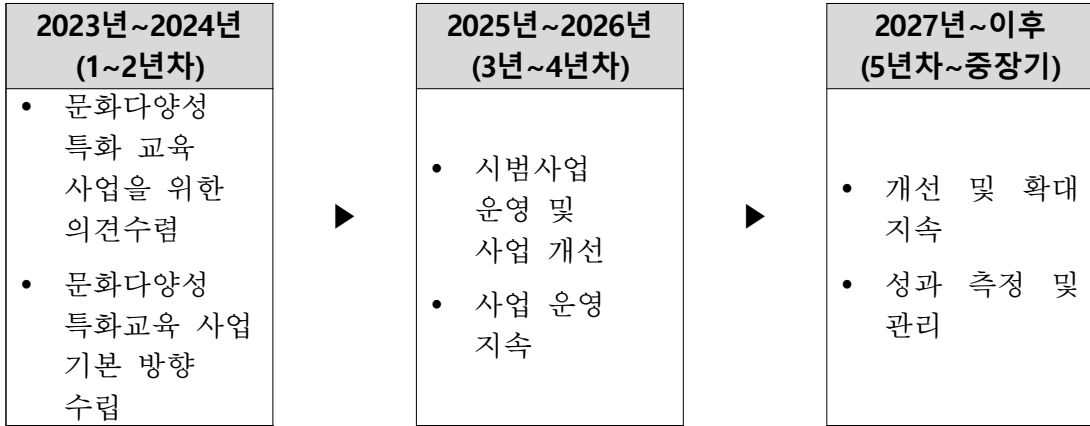 2023년~2024년
(1~2년차)
• 문화다양성
특화 교육
사업을 위한
의견수렴
• 문화다양성
특화교육 사업
기본 방향
수립
▶
2025년~2026년
(3년~4년차)
• 시범사업
운영 및
사업 개선
• 사업 운영
지속
▶
2027년~이후
(5년차~중장기)
• 개선 및 확대
지속
• 성과 측정 및
관리